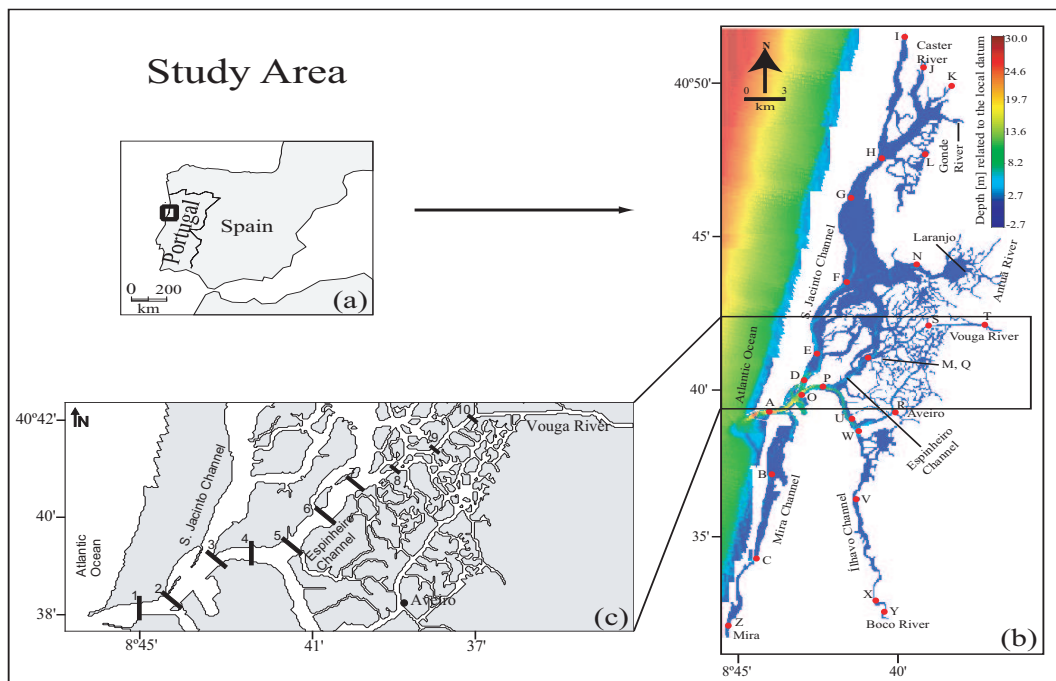 Study Area
Portugal
Spain
0 200
km
(a)
N
40°42'
40'
38'
8°45'
41'
37'
Atlantic
Ocean
S. Jacinto Channel
Espinheiro
Channel
Vouga River
Aveiro
1
2
3
4
5
6
7
8
9
10
(c)
N
0 3
km
40°50'
45'
40'
35'
8°45'
40'
Depth [m] related to the local datum
30.0
24.6
19.7
13.6
8.2
2.7
-2.7
I
Caster
River
J
K
H
L
Gonde
River
G
Laranjo
N
Antuã River
S. Jacinto Channel
F
S
T
Vouga River
E
M, Q
Atlantic Ocean
D
P
O
A
R
Aveiro
U
W
Espinheiro
Channel
B
Mira Channel
V
Ílhavo Channel
C
X
Y
Boco River
Z
Mira
(b)